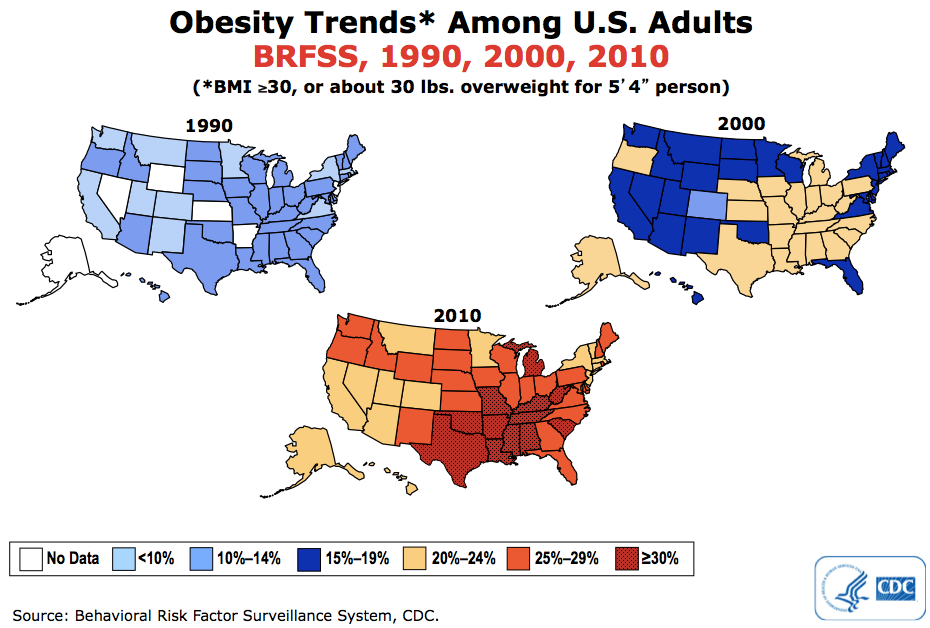 Obesity Trends* Among U.S. Adults
BRFSS, 1990, 2000, 2010
(*BMI ≥30, or about 30 lbs. overweight for 5’4” person)
1990
2000
2010
No Data <10% 10%–14% 15%–19% 20%–24% 25%–29% ≥30%
CDC
Source: Behavioral Risk Factor Surveillance System, CDC.